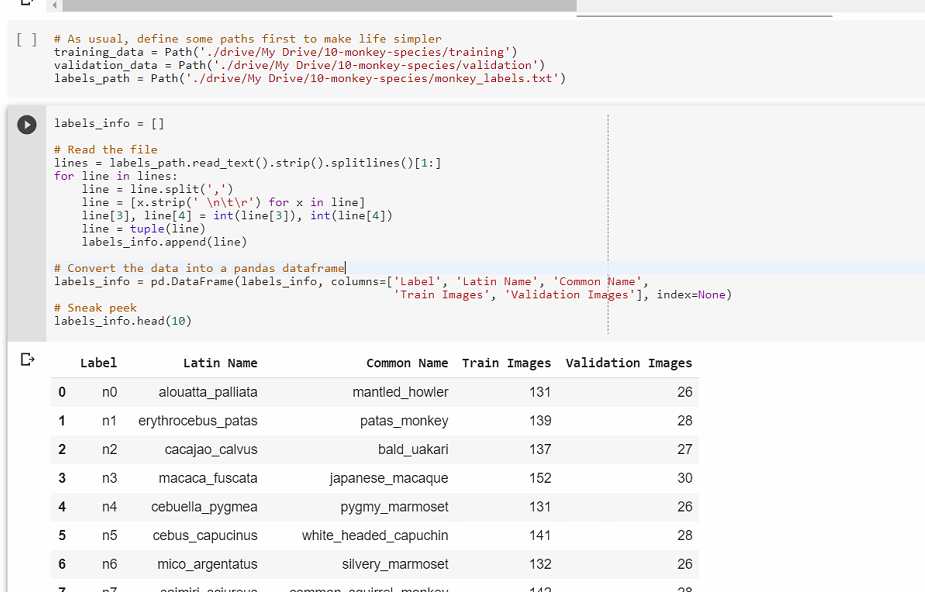 [ ] # As usual, define some paths first to make life simpler
training_data = Path('./drive/My Drive/10-monkey-species/training')
validation_data = Path('./drive/My Drive/10-monkey-species/validation')
labels_path = Path('./drive/My Drive/10-monkey-species/monkey_labels.txt')
labels_info = []
# Read the file
lines = labels_path.read_text().strip().splitlines()[1:]
for line in lines:
    line = line.split(',')
    line = [x.strip(' \n\t\r') for x in line]
    line[3], line[4] = int(line[3]), int(line[4])
    line = tuple(line)
    labels_info.append(line)
# Convert the data into a pandas dataframe
labels_info = pd.DataFrame(labels_info, columns=['Label', 'Latin Name', 'Common Name',
'Train Images', 'Validation Images'], index=None)
# Sneak peek
labels_info.head(10)
Label Latin Name Common Name Train Images Validation Images
0 n0 alouatta_palliata mantled_howler 131 26
1 n1 erythrocebus_patas patas_monkey 139 28
2 n2 cacajao_calvus bald_uakari 137 27
3 n3 macaca_fuscata japanese_macaque 152 30
4 n4 cebuella_pygmea pygmy_marmoset 131 26
5 n5 cebus_capucinus white_headed_capuchin 141 28
6 n6 mico_argentatus silvery_marmoset 132 26
7 n7 saimiri_sciureus common_squirrel_monkey 142 28